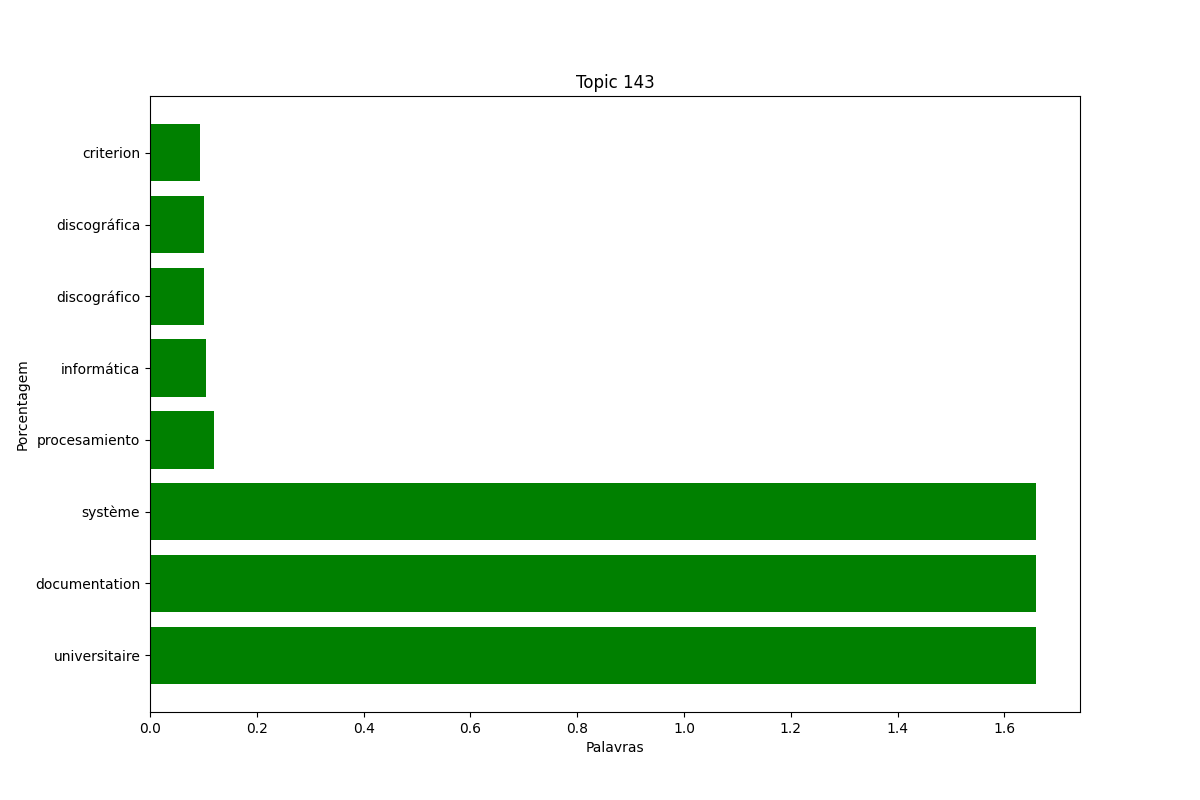 Topic 143
criterion
discográfica
discográfico
informática
procesamiento
système
documentation
universitaire
Porcentagem
0.0 0.2 0.4 0.6 0.8 1.0 1.2 1.4 1.6
Palavras